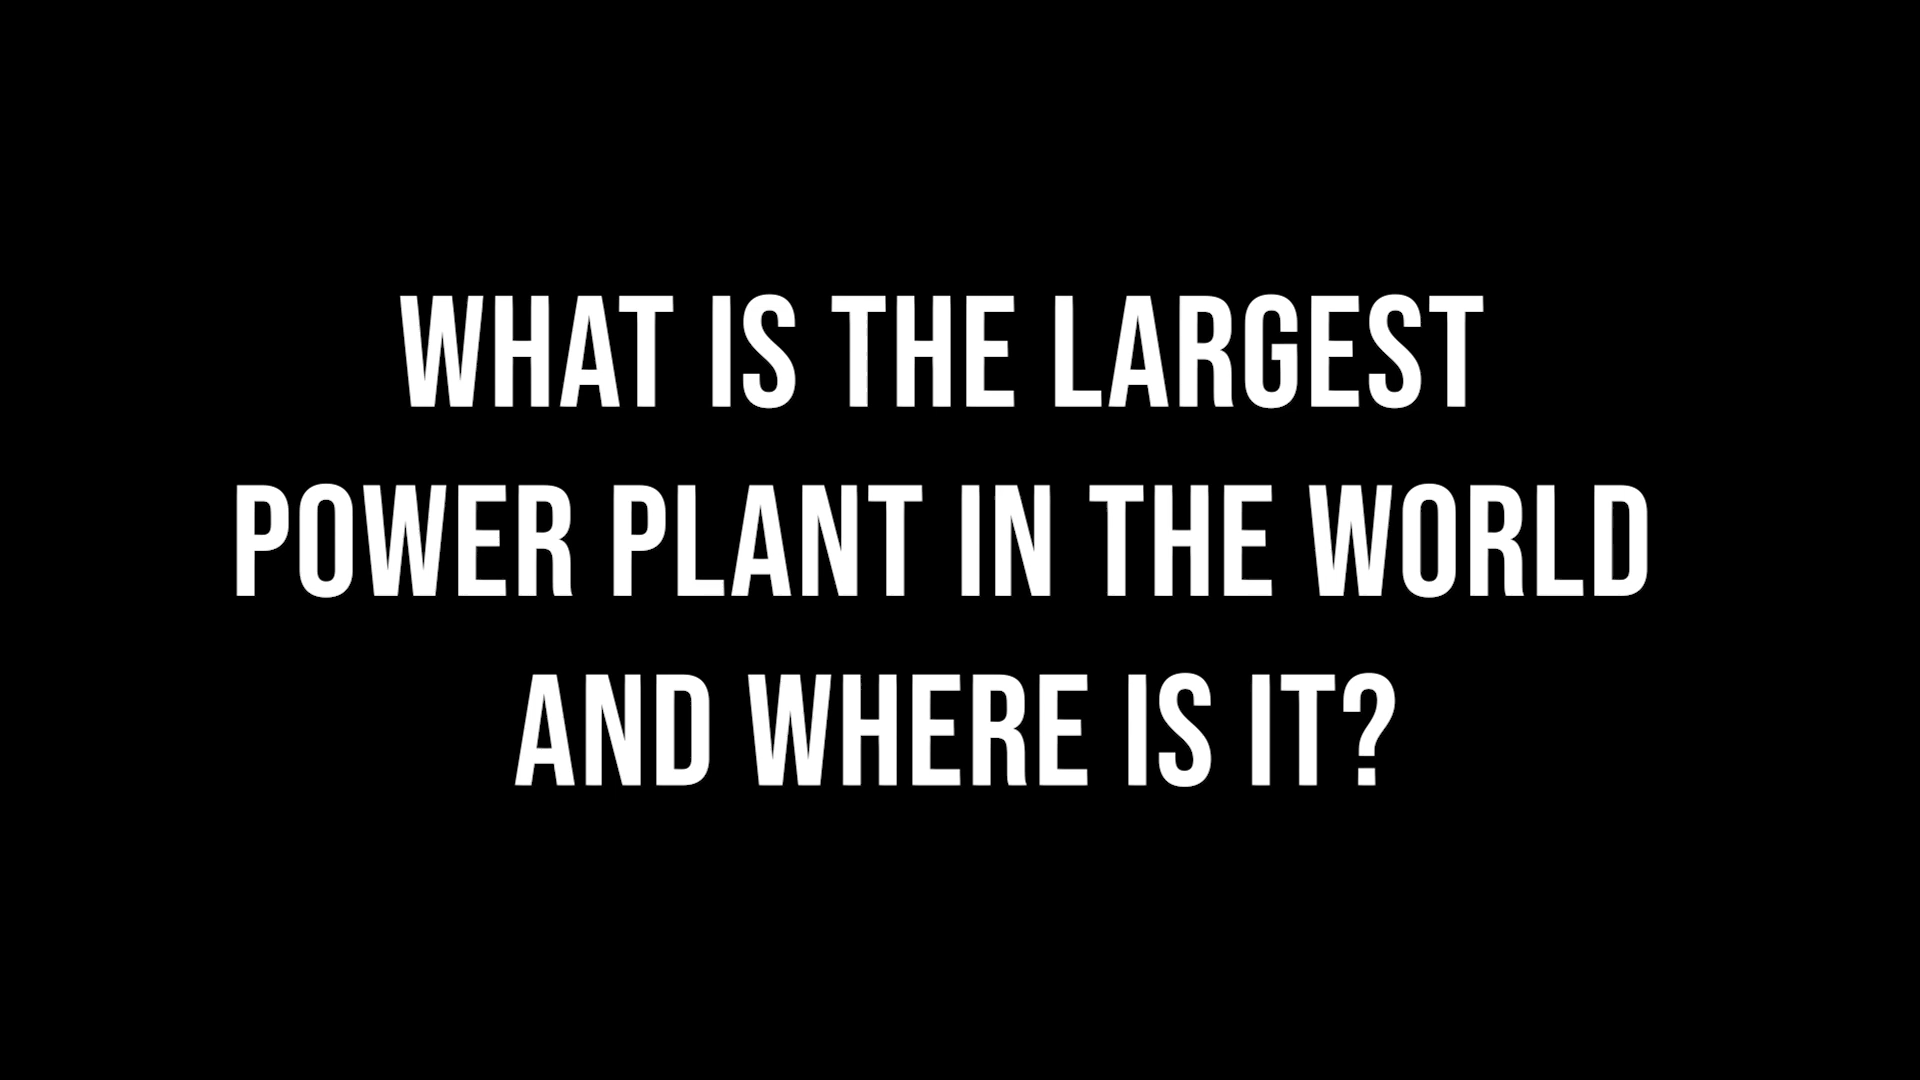 WHAT IS THE LARGEST
POWER PLANT IN THE WORLD
AND WHERE IS IT?